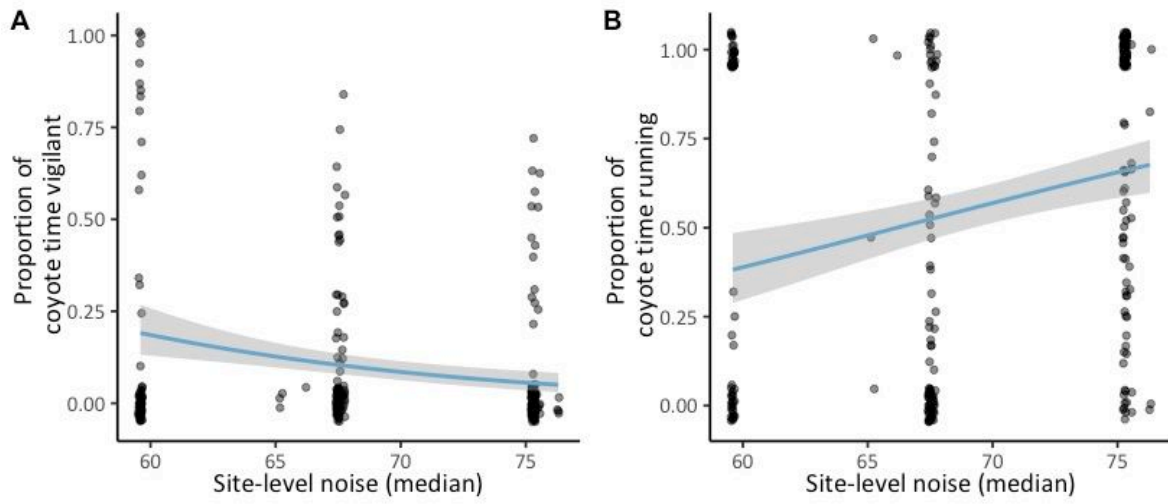 A
Proportion of
coyote time vigilant
1.00
0.75
0.50
0.25
0.00
60
65
70
75
Site-level noise (median)
B
Proportion of
coyote time running
1.00
0.75
0.50
0.25
0.00
60
65
70
75
Site-level noise (median)